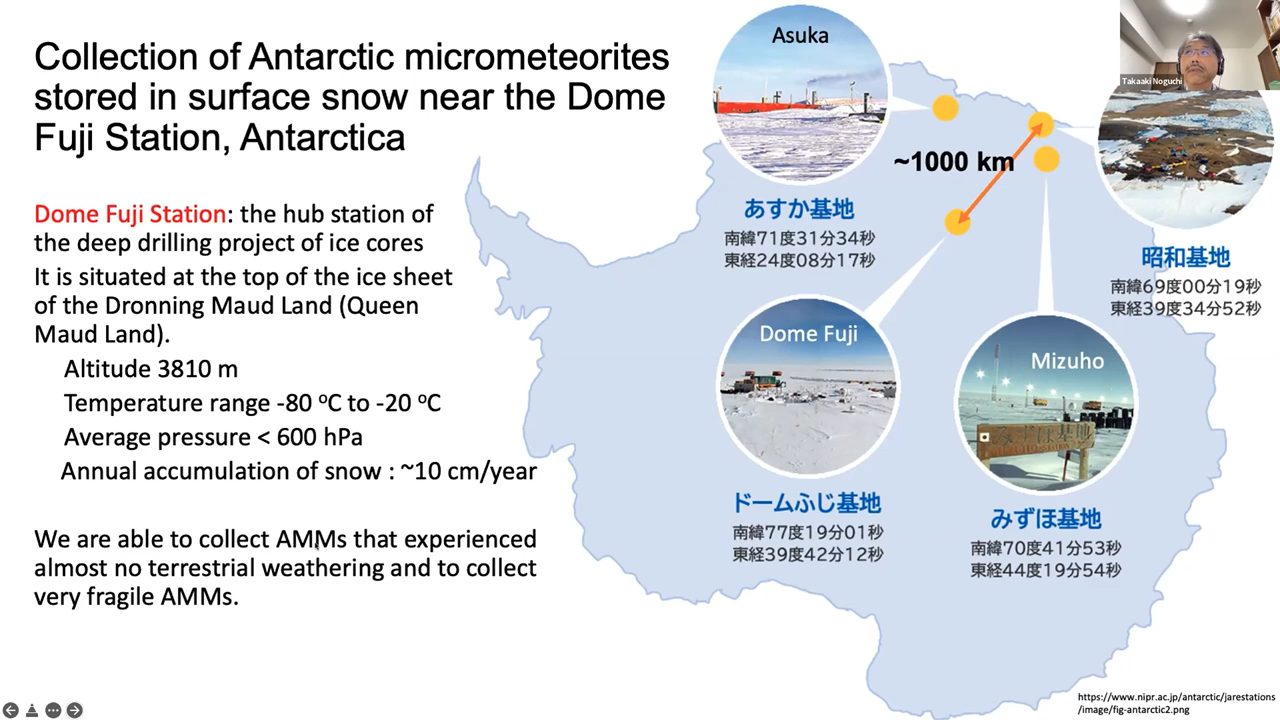 Collection of Antarctic micrometeorites
stored in surface snow near the Dome
Fuji Station, Antarctica
Dome Fuji Station: the hub station of
the deep drilling project of ice cores
It is situated at the top of the ice sheet
of the Dronning Maud Land (Queen
Maud Land).
Altitude 3810 m
Temperature range -80 ºC to -20 ºC
Average pressure < 600 hPa
Annual accumulation of snow : ~10 cm/year
We are able to collect AMMs that experienced
almost no terrestrial weathering and to collect
very fragile AMMs.
Asuka
あすか基地
南緯71度31分34秒
東経24度08分17秒
~1000 km
Takaaki Noguchi
昭和基地
南緯69度00分19秒
東経39度34分52秒
Dome Fuji
ドームふじ基地
南緯77度19分01秒
東経39度42分12秒
Mizuho
みずほ基地
みずほ基地
南緯70度41分53秒
東経44度19分54秒
https://www.nipr.ac.jp/antarctic/jarestations
/image/fig-antarctic2.png